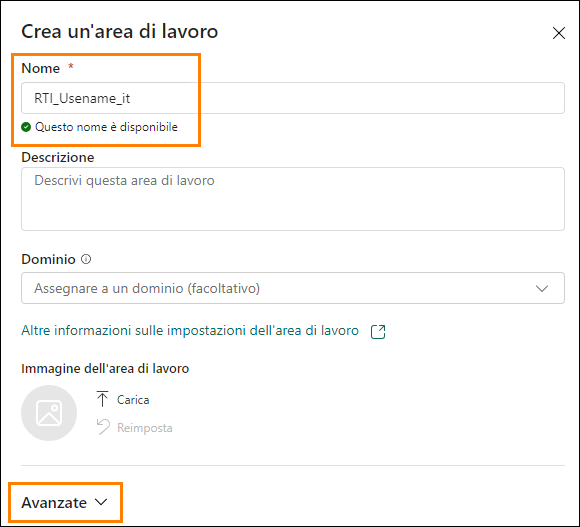 Crea un'area di lavoro
Nome *
RTI_Usename_it
Questo nome è disponibile
Descrizione
Descrivi questa area di lavoro
Dominio
Assegnare a un dominio (facoltativo)
Altre informazioni sulle impostazioni dell'area di lavoro
Immagine dell'area di lavoro
Carica
Reimposta
Avanzate